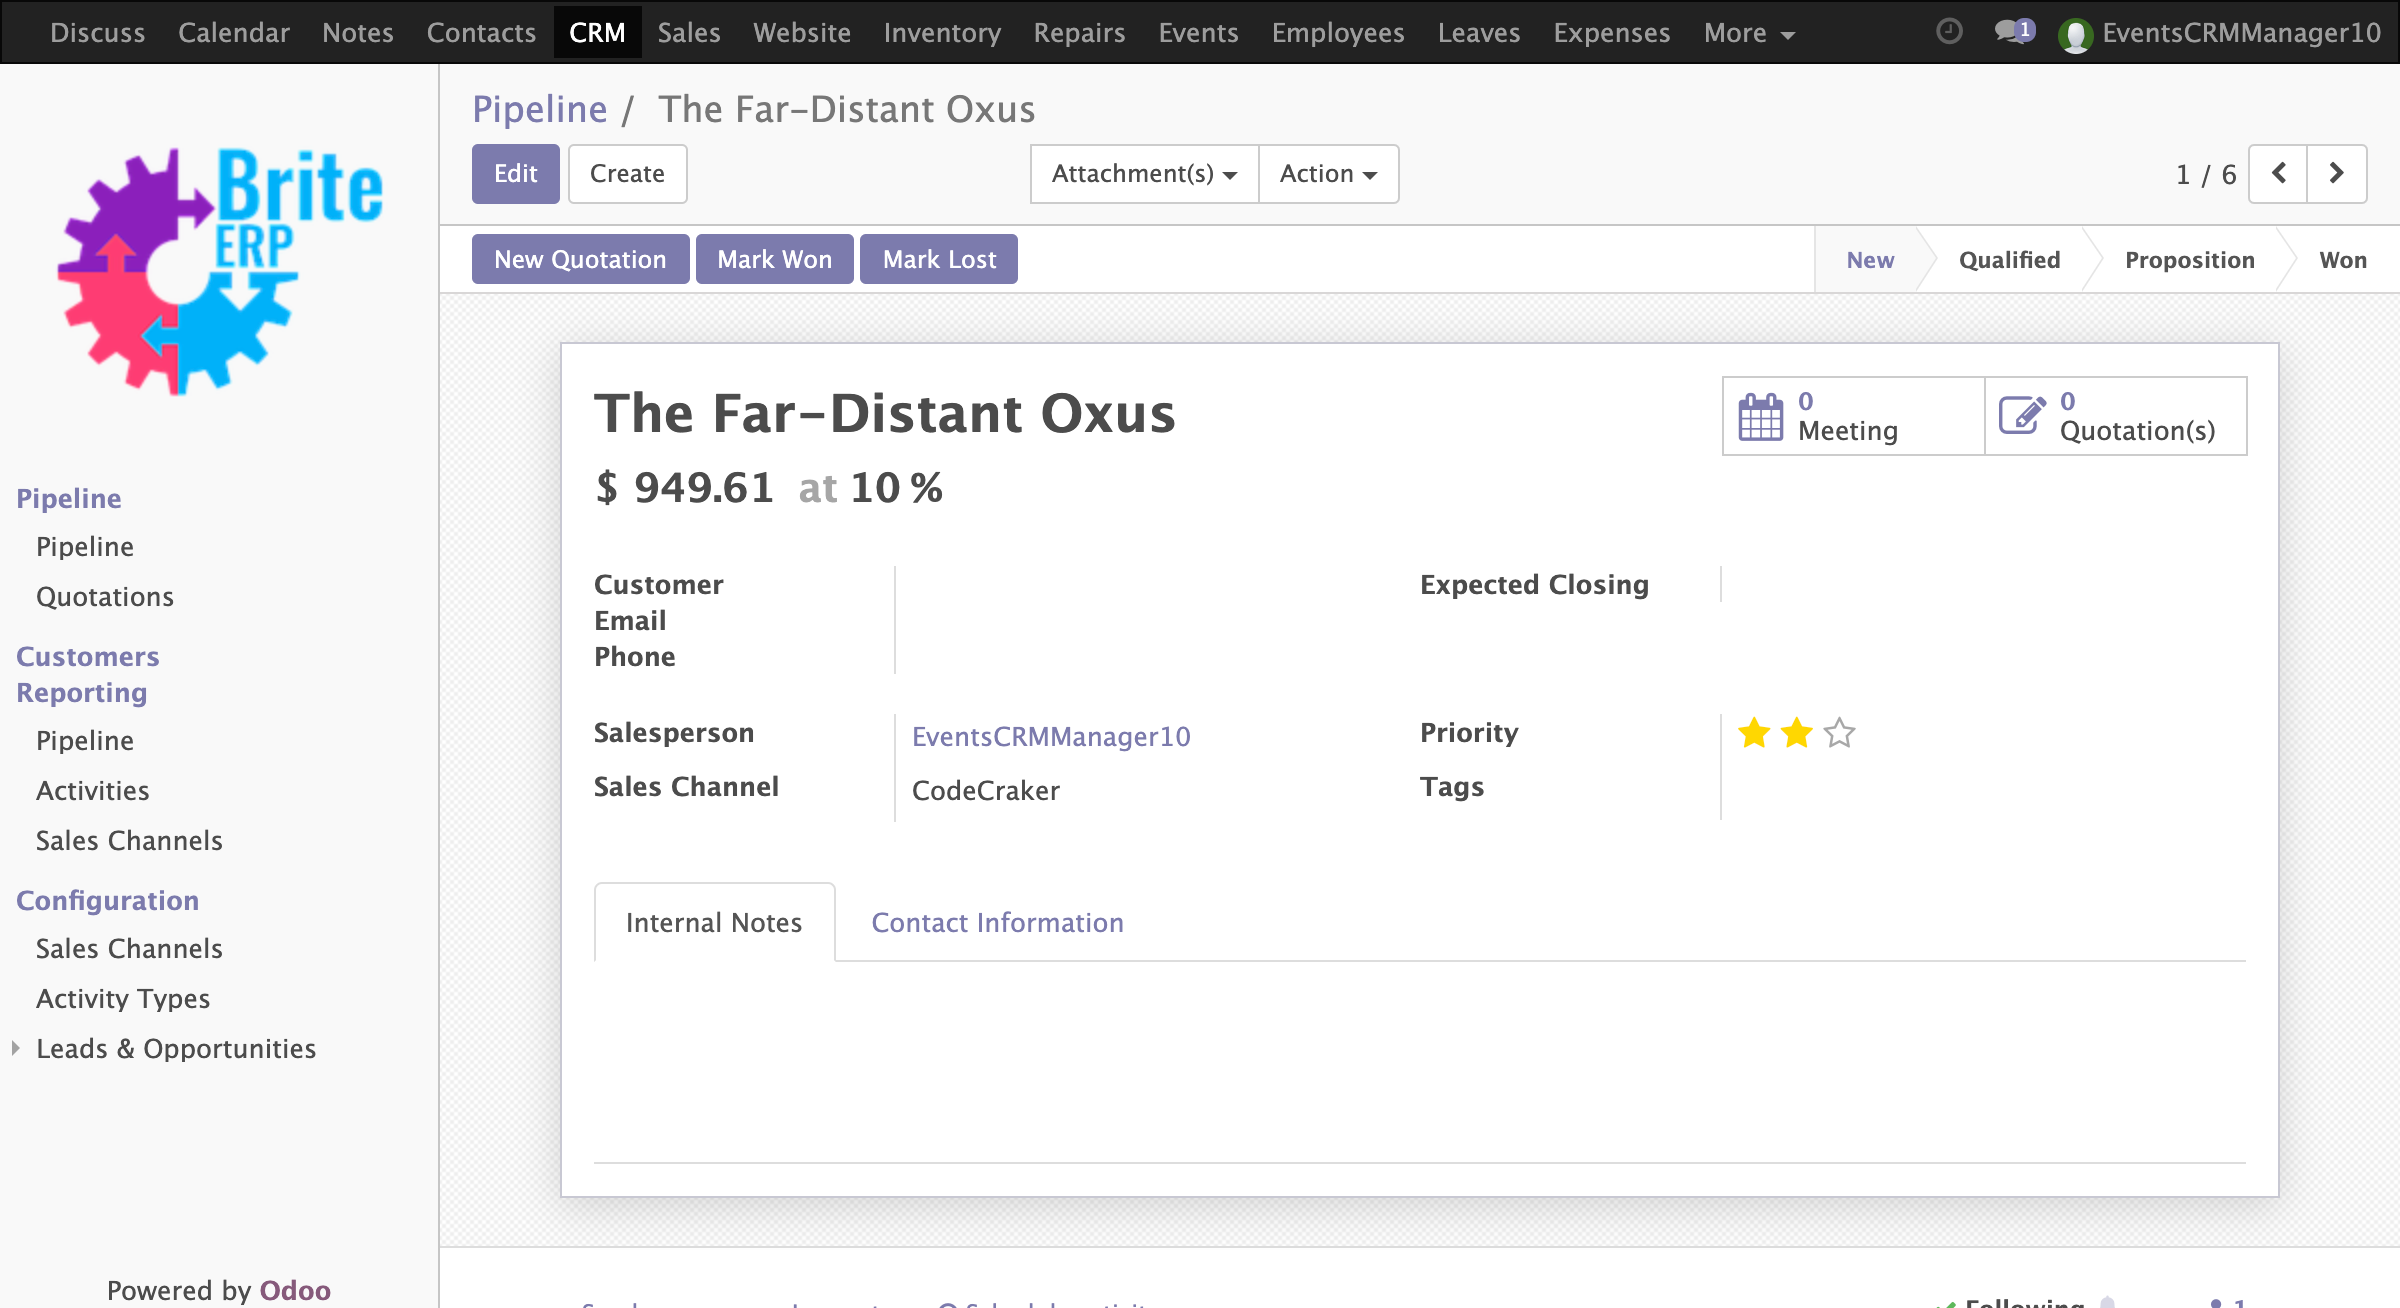 Discuss Calendar Notes Contacts CRM Sales Website Inventory Repairs Events Employees Leaves Expenses More 1 EventsCRMManager10
Brite
ERP
Pipeline / The Far-Distant Oxus
Edit Create Attachment(s) Action 1 / 6
New Quotation Mark Won Mark Lost New Qualified Proposition Won
Pipeline
Pipeline
Quotations
Customers
Reporting
Pipeline
Activities
Sales Channels
Configuration
Sales Channels
Activity Types
Leads & Opportunities
Powered by Odoo
The Far-Distant Oxus
0 Meeting
0 Quotation(s)
$ 949.61 at 10 %
Customer
Email
Phone
Expected Closing
Salesperson EventsCRMManager10
Sales Channel CodeCraker
Priority
Tags
Internal Notes Contact Information
Following 1